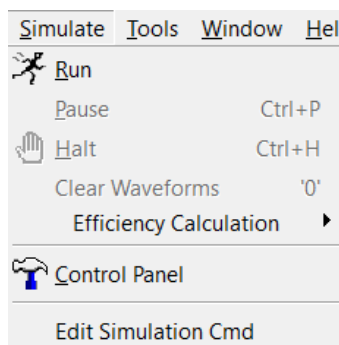 Simulate Tools Window Hel
Run
Pause Ctrl+P
Halt Ctrl+H
Clear Waveforms '0'
Efficiency Calculation
Control Panel
Edit Simulation Cmd